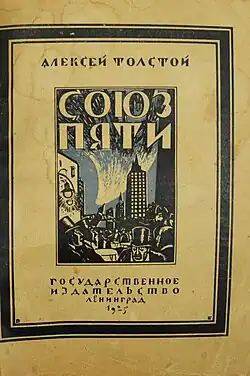 АЛЕКСЕЙ ТОЛСТОЙ
СОЮЗ
ПЯТИ
ГОСУДАРСТВЕННОЕ
ИЗДАТЕЛЬСТВО
ЛЕНИНГРАД
1925